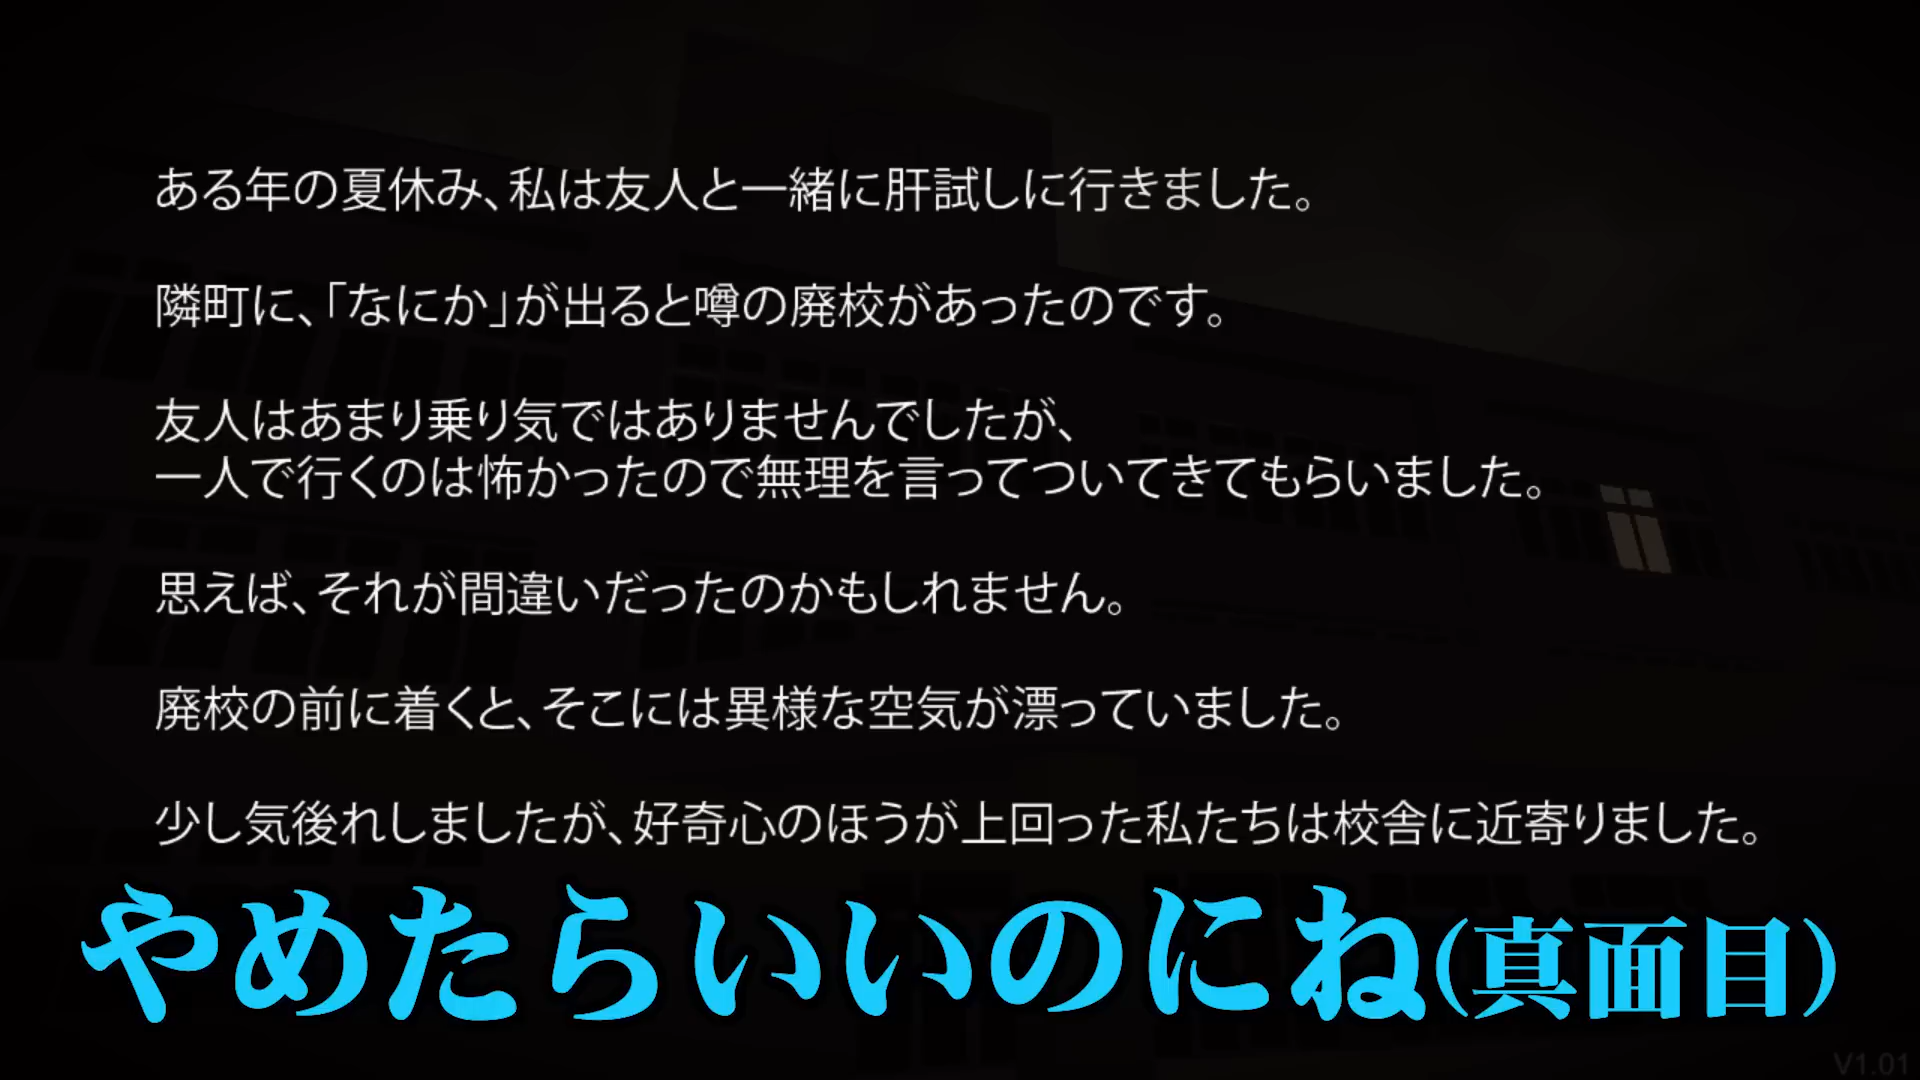 ある年の夏休み、私は友人と一緒に肝試しに行きました。
隣町に、「なにか」が出ると噂の廃校があったのです。
友人はあまり乗り気ではありませんでしたが、
一人で行くのは怖かったので無理を言ってついてきてもらいました。
思えば、それが間違いだったのかもしれません。
廃校の前に着くと、そこには異様な空気が漂っていました。
少し気後れしましたが、好奇心のほうが上回った私たちは校舎に近寄りました。
やめたらいいのにね(真面目)
V1.01